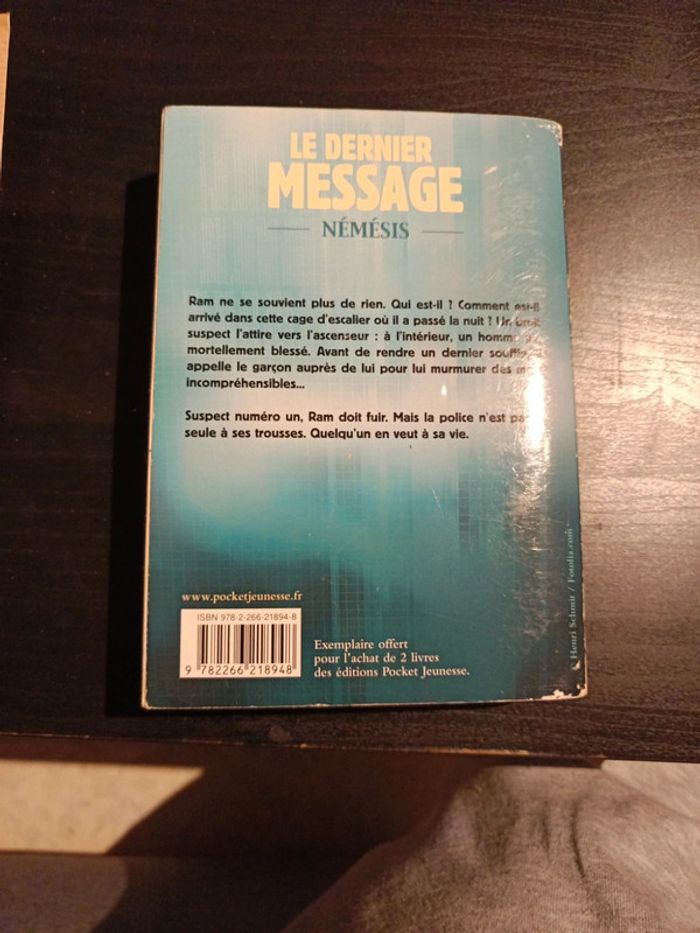 LE DERNIER
MESSAGE
NÉMÉSIS
Ram ne se souvient plus de rien. Qui est-il ? Comment est-il
arrivé dans cette cage d'escalier où il a passé la nuit ? Un bruit
suspect l'attire vers l'ascenseur : à l'intérieur, un homme
mortellement blessé. Avant de rendre un dernier souffle,
appelle le garçon auprès de lui pour lui murmurer des
incompréhensibles...
Suspect numéro un, Ram doit fuir. Mais la police n'est
seule à ses trousses. Quelqu'un en veut à sa vie.
www.pocketjeunesse.fr
ISBN 978-2-266-21894-8
9 782266 218948
Exemplaire offert
pour l'achat de 2 livres
des éditions Pocket Jeunesse.
© Henri Schmit / Fotolia.com